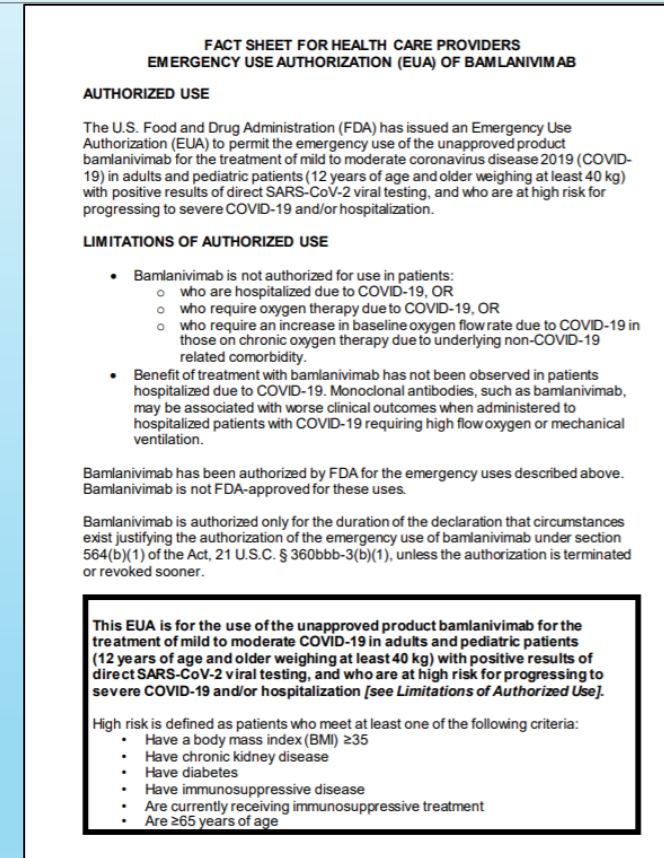 FACT SHEET FOR HEALTH CARE PROVIDERS
EMERGENCY USE AUTHORIZATION (EUA) OF BAMLANIVIMAB
AUTHORIZED USE
The U.S. Food and Drug Administration (FDA) has issued an Emergency Use
Authorization (EUA) to permit the emergency use of the unapproved product
bamlanivimab for the treatment of mild to moderate coronavirus disease 2019 (COVID-
19) in adults and pediatric patients (12 years of age and older weighing at least 40 kg)
with positive results of direct SARS-CoV-2 viral testing, and who are at high risk for
progressing to severe COVID-19 and/or hospitalization.
LIMITATIONS OF AUTHORIZED USE
• Bamlanivimab is not authorized for use in patients:
o who are hospitalized due to COVID-19, OR
o who require oxygen therapy due to COVID-19, OR
o who require an increase in baseline oxygen flow rate due to COVID-19 in
those on chronic oxygen therapy due to underlying non-COVID-19
related comorbidity.
• Benefit of treatment with bamlanivimab has not been observed in patients
hospitalized due to COVID-19. Monoclonal antibodies, such as bamlanivimab,
may be associated with worse clinical outcomes when administered to
hospitalized patients with COVID-19 requiring high flow oxygen or mechanical
ventilation.
Bamlanivimab has been authorized by FDA for the emergency uses described above.
Bamlanivimab is not FDA-approved for these uses.
Bamlanivimab is authorized only for the duration of the declaration that circumstances
exist justifying the authorization of the emergency use of bamlanivimab under section
564(b)(1) of the Act, 21 U.S.C. § 360bbb-3(b)(1), unless the authorization is terminated
or revoked sooner.
This EUA is for the use of the unapproved product bamlanivimab for the
treatment of mild to moderate COVID-19 in adults and pediatric patients
(12 years of age and older weighing at least 40 kg) with positive results of
direct SARS-CoV-2 viral testing, and who are at high risk for progressing to
severe COVID-19 and/or hospitalization [see Limitations of Authorized Use].
High risk is defined as patients who meet at least one of the following criteria:
• Have a body mass index (BMI) ≥35
• Have chronic kidney disease
• Have diabetes
• Have immunosuppressive disease
• Are currently receiving immunosuppressive treatment
• Are ≥65 years of age